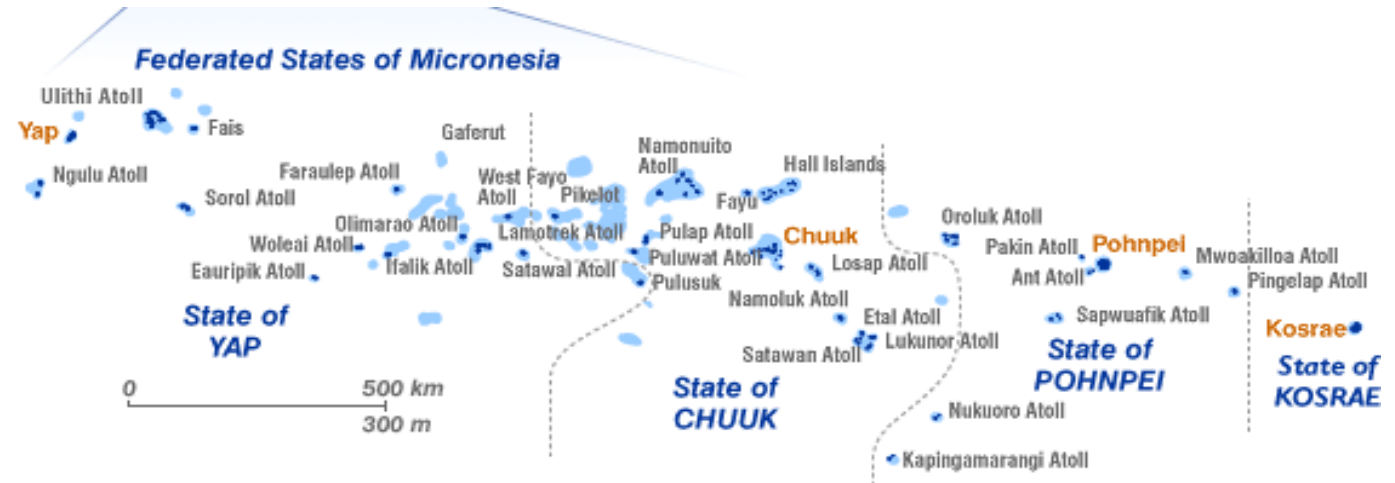 Federated States of Micronesia
Ulithi Atoll
Yap
Fais
Gaferut
Ngulu Atoll
Sorol Atoll
Faraulep Atoll
West Fayo
Atoll
Pikelot
Namonuito
Atoll
Hall Islands
Fayu
Olimarao Atoll
Woleai Atoll
Eauripik Atoll
Ifalik Atoll
Lamotrek Atoll
Satawal Atoll
Pulap Atoll
Puluwat Atoll
Pulusuk
Chuuk
Losap Atoll
Namoluk Atoll
Etal Atoll
Lukunor Atoll
Satawan Atoll
Oroluk Atoll
Pakin Atoll
Pohnpei
Ant Atoll
Mwoakilloa Atoll
Pingelap Atoll
Sapwuafik Atoll
Kosrae
State of
YAP
State of
CHUUK
State of
POHNPEI
State of
KOSRAE
Nukuoro Atoll
Kapingamarangi Atoll
0
500 km
300 m